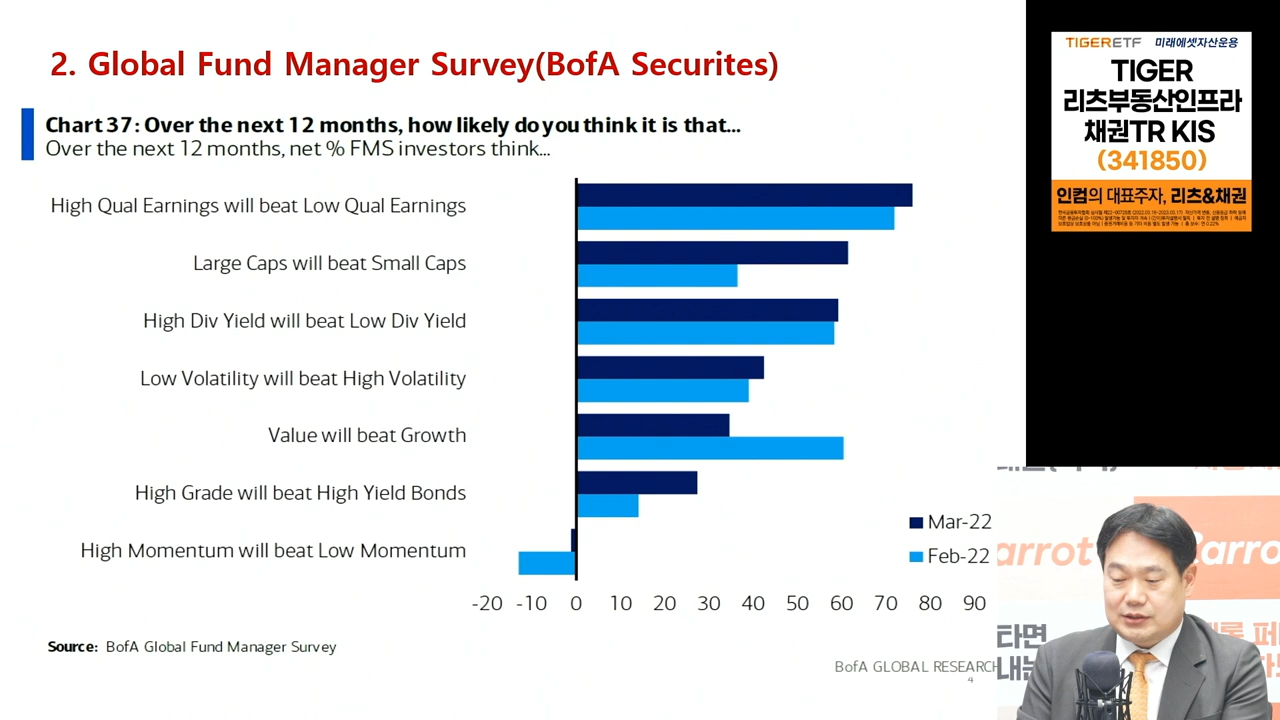 2. Global Fund Manager Survey(BofA Securites)
Chart 37: Over the next 12 months, how likely do you think it is that...
Over the next 12 months, net % FMS investors think...
High Qual Earnings will beat Low Qual Earnings
Large Caps will beat Small Caps
High Div Yield will beat Low Div Yield
Low Volatility will beat High Volatility
Value will beat Growth
High Grade will beat High Yield Bonds
High Momentum will beat Low Momentum
Mar-22
Feb-22
-20 -10 0 10 20 30 40 50 60 70 80 90
Source: BofA Global Fund Manager Survey
BofA GLOBAL RESEARCH
4
TIGERETF 미래에셋자산운용
TIGER
리츠부동산인프라
채권TR KIS
(341850)
인컴의 대표주자, 리츠&채권
arrot Carro
타면
내는